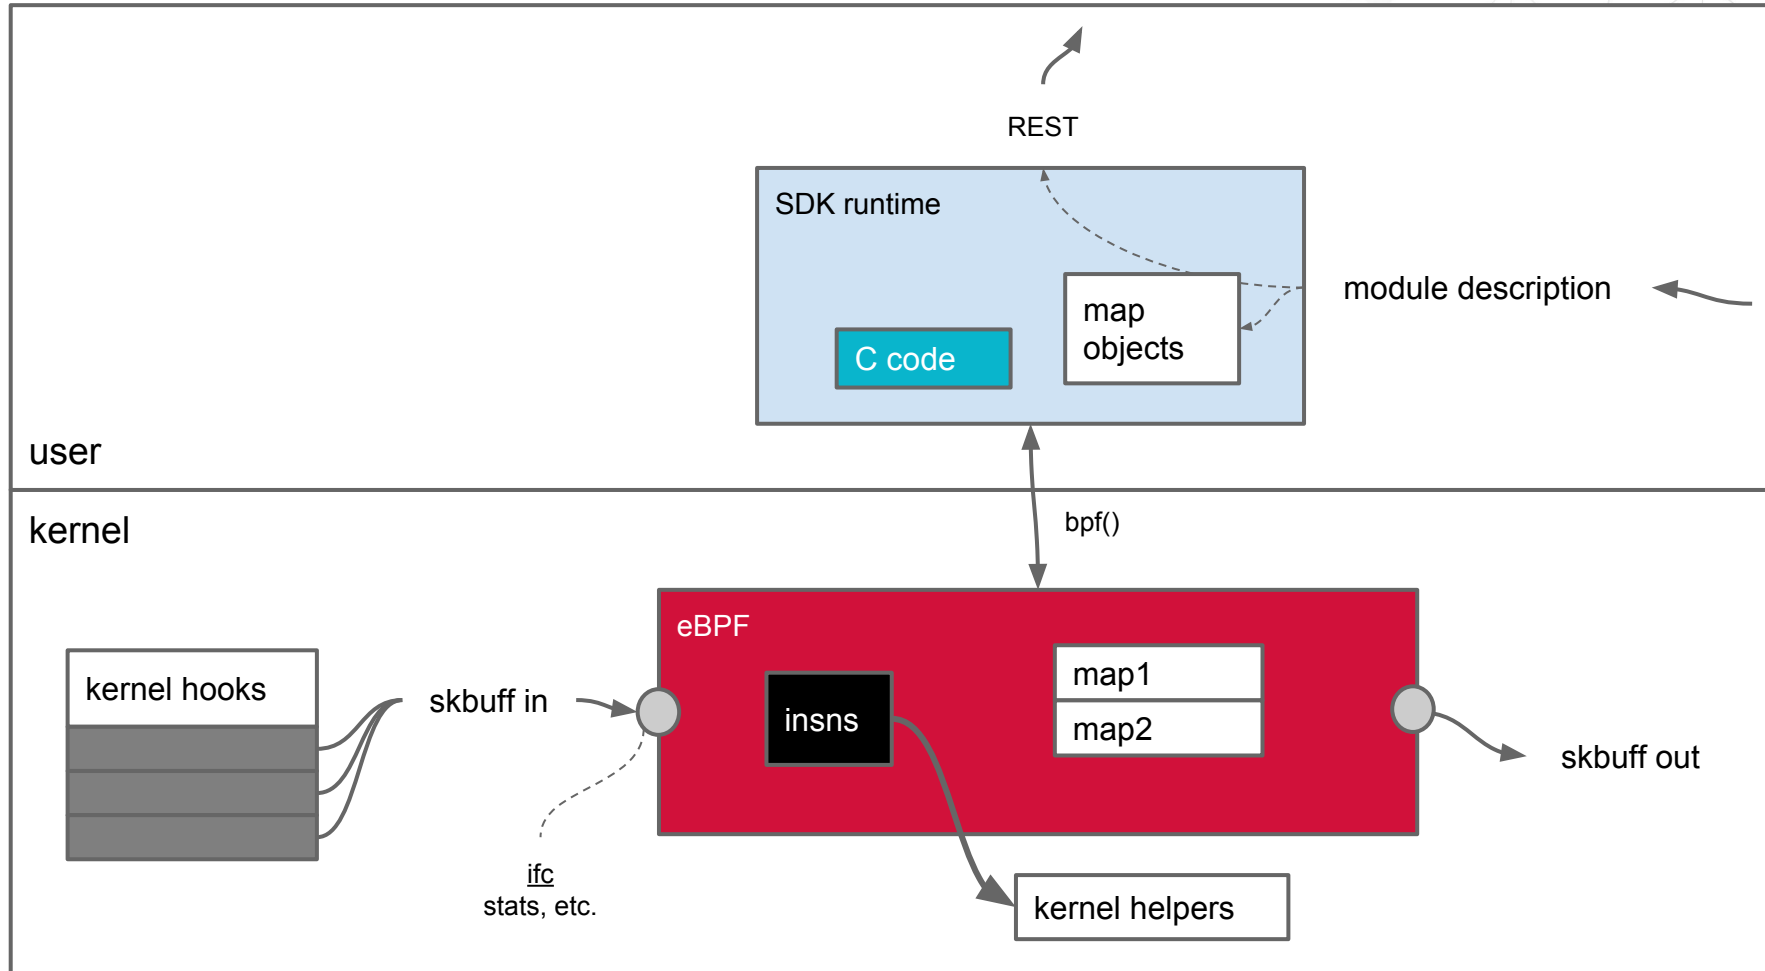 REST
SDK runtime
module description
map
objects
C code
user
bpf()
kernel
eBPF
kernel hooks
skbuff in
insns
map1
map2
skbuff out
ifc
stats, etc.
kernel helpers